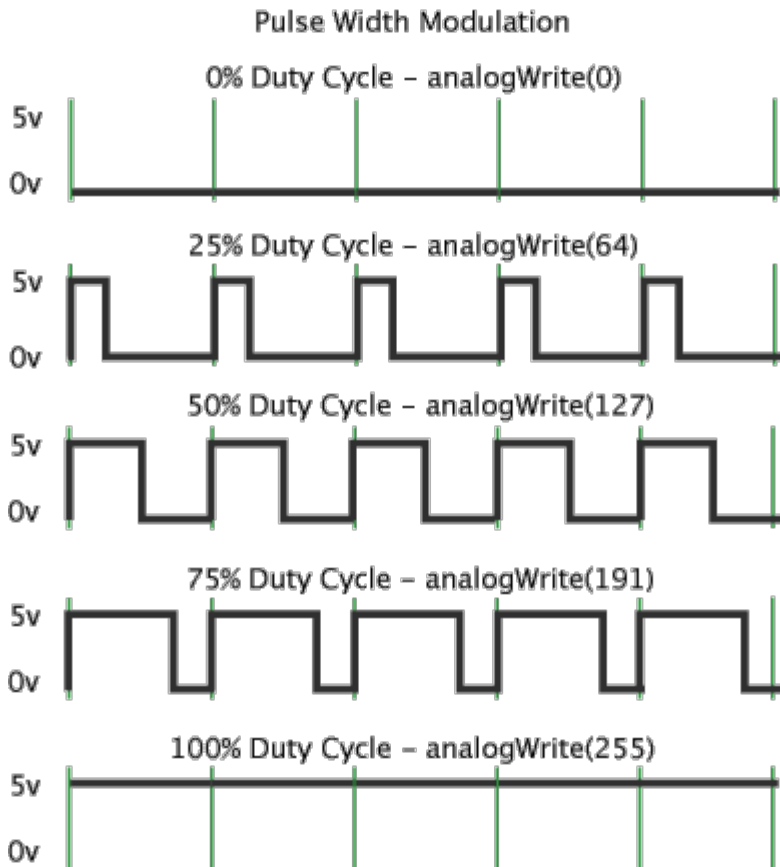 Pulse Width Modulation
0% Duty Cycle – analogWrite(0)
5v
0v
25% Duty Cycle – analogWrite(64)
5v
0v
50% Duty Cycle – analogWrite(127)
5v
0v
75% Duty Cycle – analogWrite(191)
5v
0v
100% Duty Cycle – analogWrite(255)
5v
0v